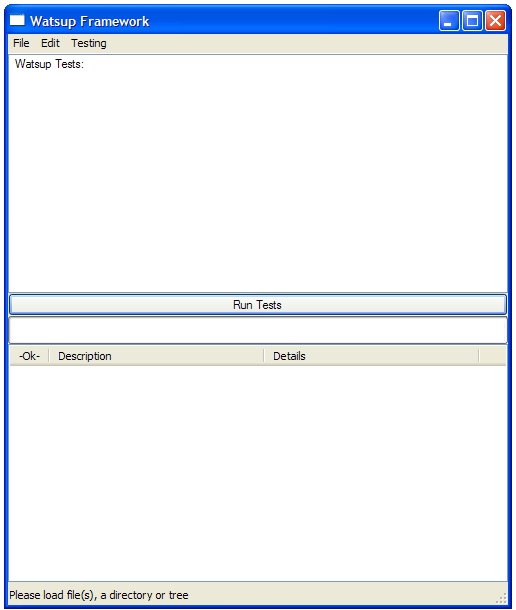 Watsup Framework
File Edit Testing
Watsup Tests:
Run Tests
-Ok- Description Details
Please load file(s), a directory or tree